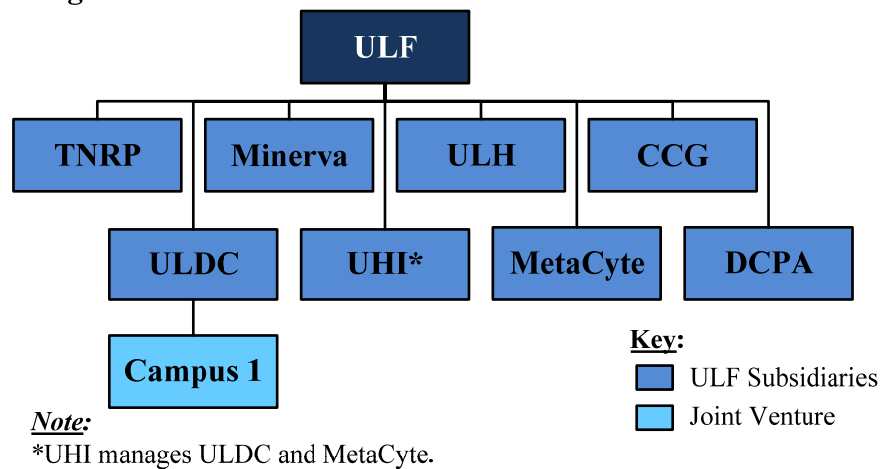 ULF
TNRP
Minerva
ULH
CCG
ULDC
UHI*
MetaCyte
DCPA
Campus 1
Key:
ULF Subsidiaries
Joint Venture
Note:
*UHI manages ULDC and MetaCyte.